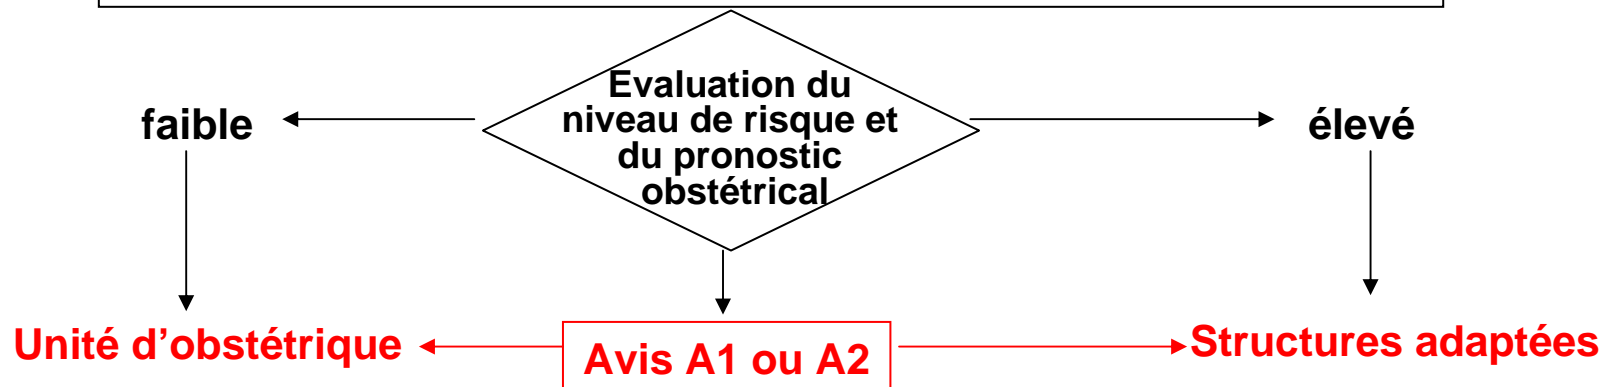 Evaluation du
niveau de risque et
du pronostic
obstétrical
faible
élevé
Unité d’obstétrique
Avis A1 ou A2
Structures adaptées